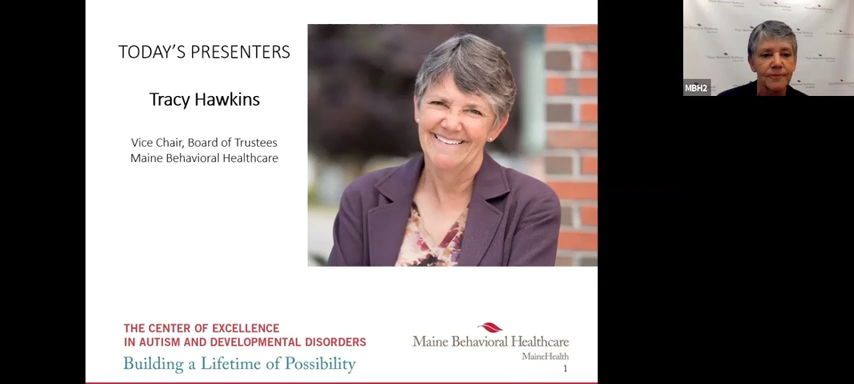 TODAY'S PRESENTERS
Tracy Hawkins
Vice Chair, Board of Trustees
Maine Behavioral Healthcare
THE CENTER OF EXCELLENCE
IN AUTISM AND DEVELOPMENTAL DISORDERS
Building a Lifetime of Possibility
Maine Behavioral Healthcare
MaineHealth
1
MBH2